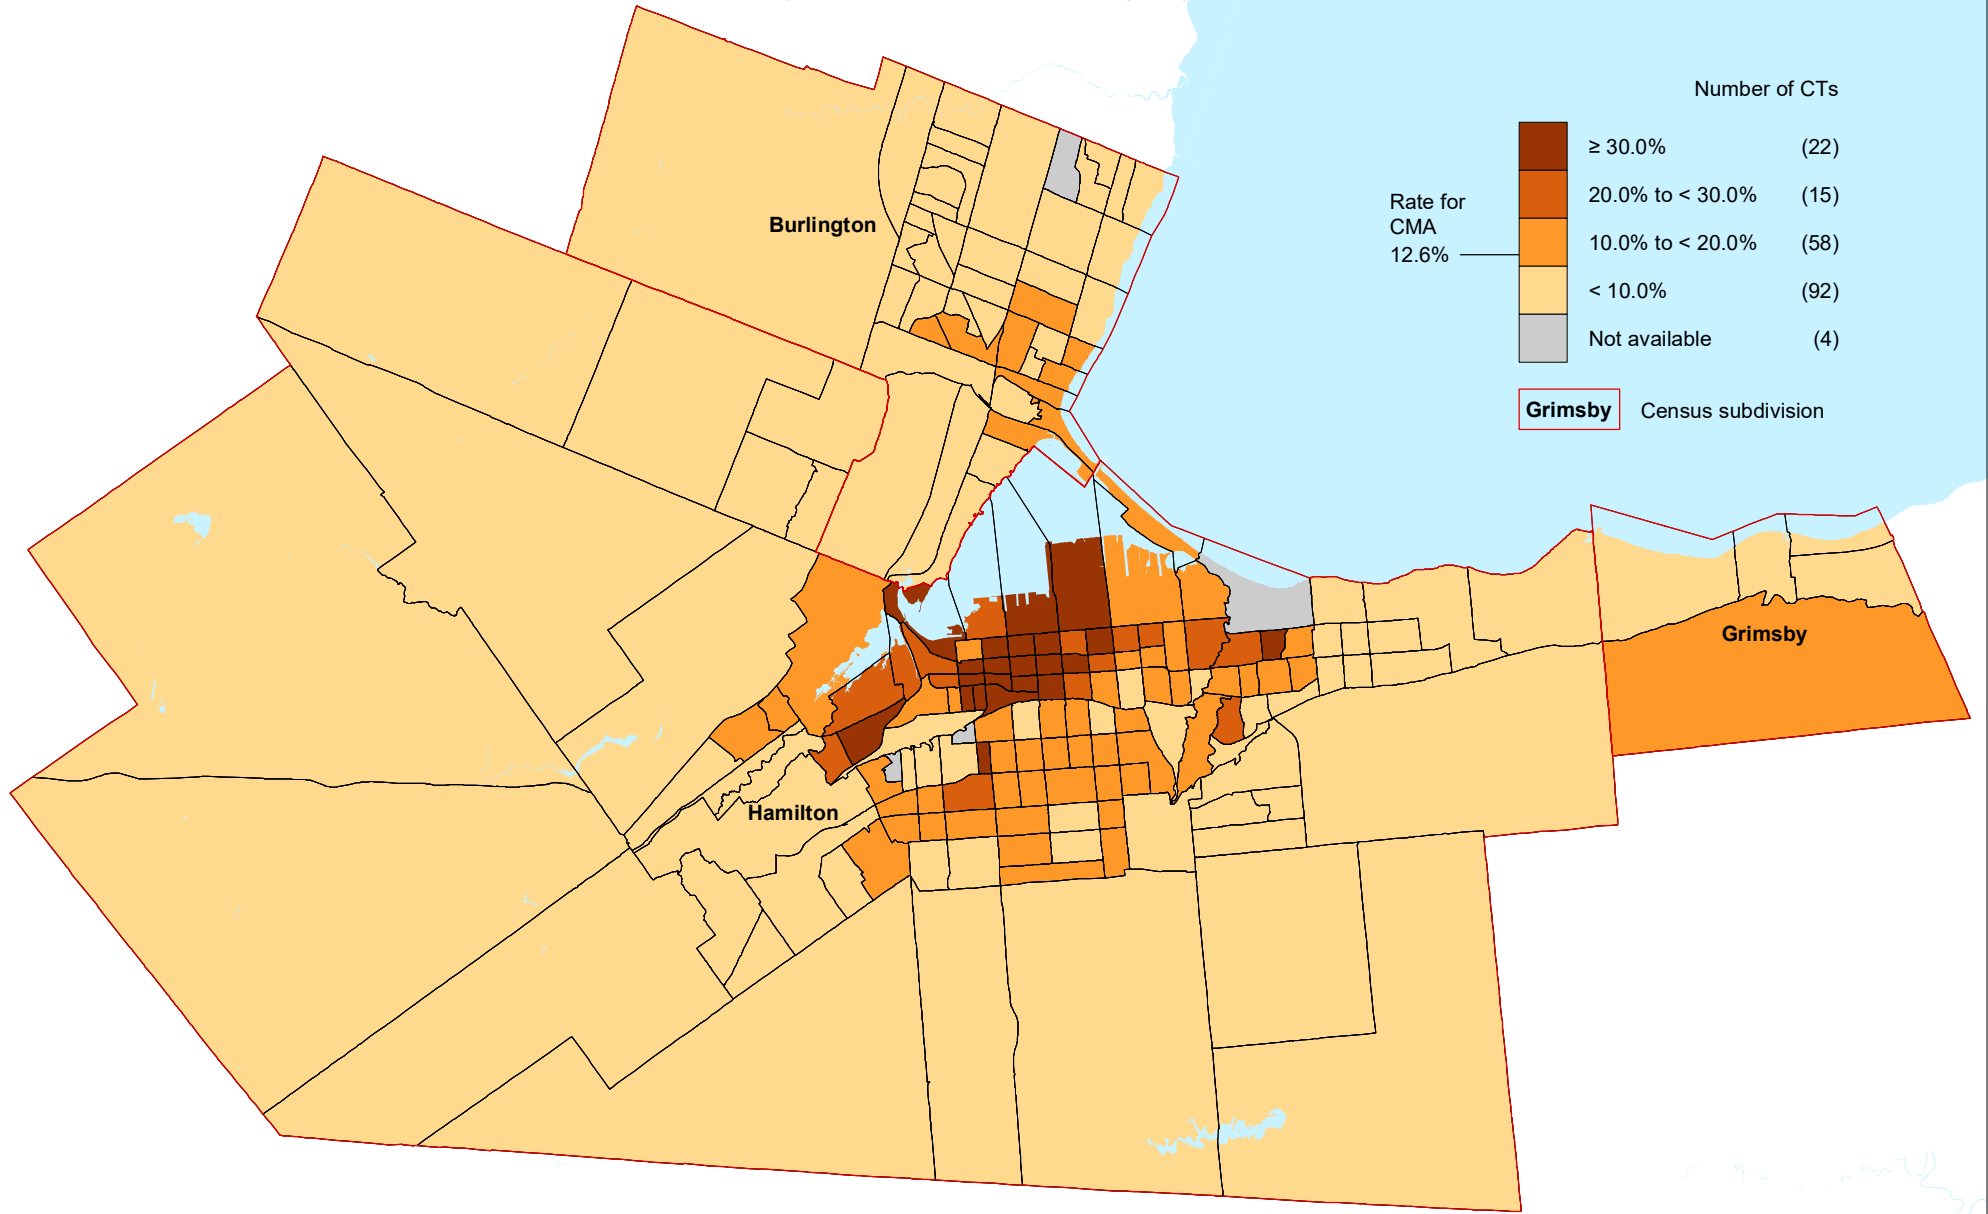 Number of CTs
≥ 30.0% (22)
20.0% to < 30.0% (15)
Rate for
CMA
12.6%
10.0% to < 20.0% (58)
< 10.0% (92)
Not available (4)
Grimsby Census subdivision
Burlington
Grimsby
Hamilton